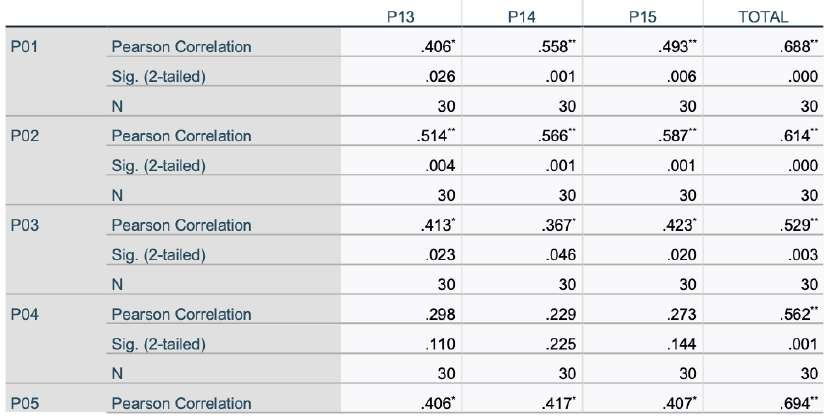 P13 P14 P15 TOTAL
P01 Pearson Correlation .406* .558** .493** .688**
Sig. (2-tailed) .026 .001 .006 .000
N 30 30 30 30
P02 Pearson Correlation .514** .566** .587** .614**
Sig. (2-tailed) .004 .001 .001 .000
N 30 30 30 30
P03 Pearson Correlation .413* .367* .423* .529**
Sig. (2-tailed) .023 .046 .020 .003
N 30 30 30 30
P04 Pearson Correlation .298 .229 .273 .562**
Sig. (2-tailed) .110 .225 .144 .001
N 30 30 30 30
P05 Pearson Correlation .406* .417* .407* .694**